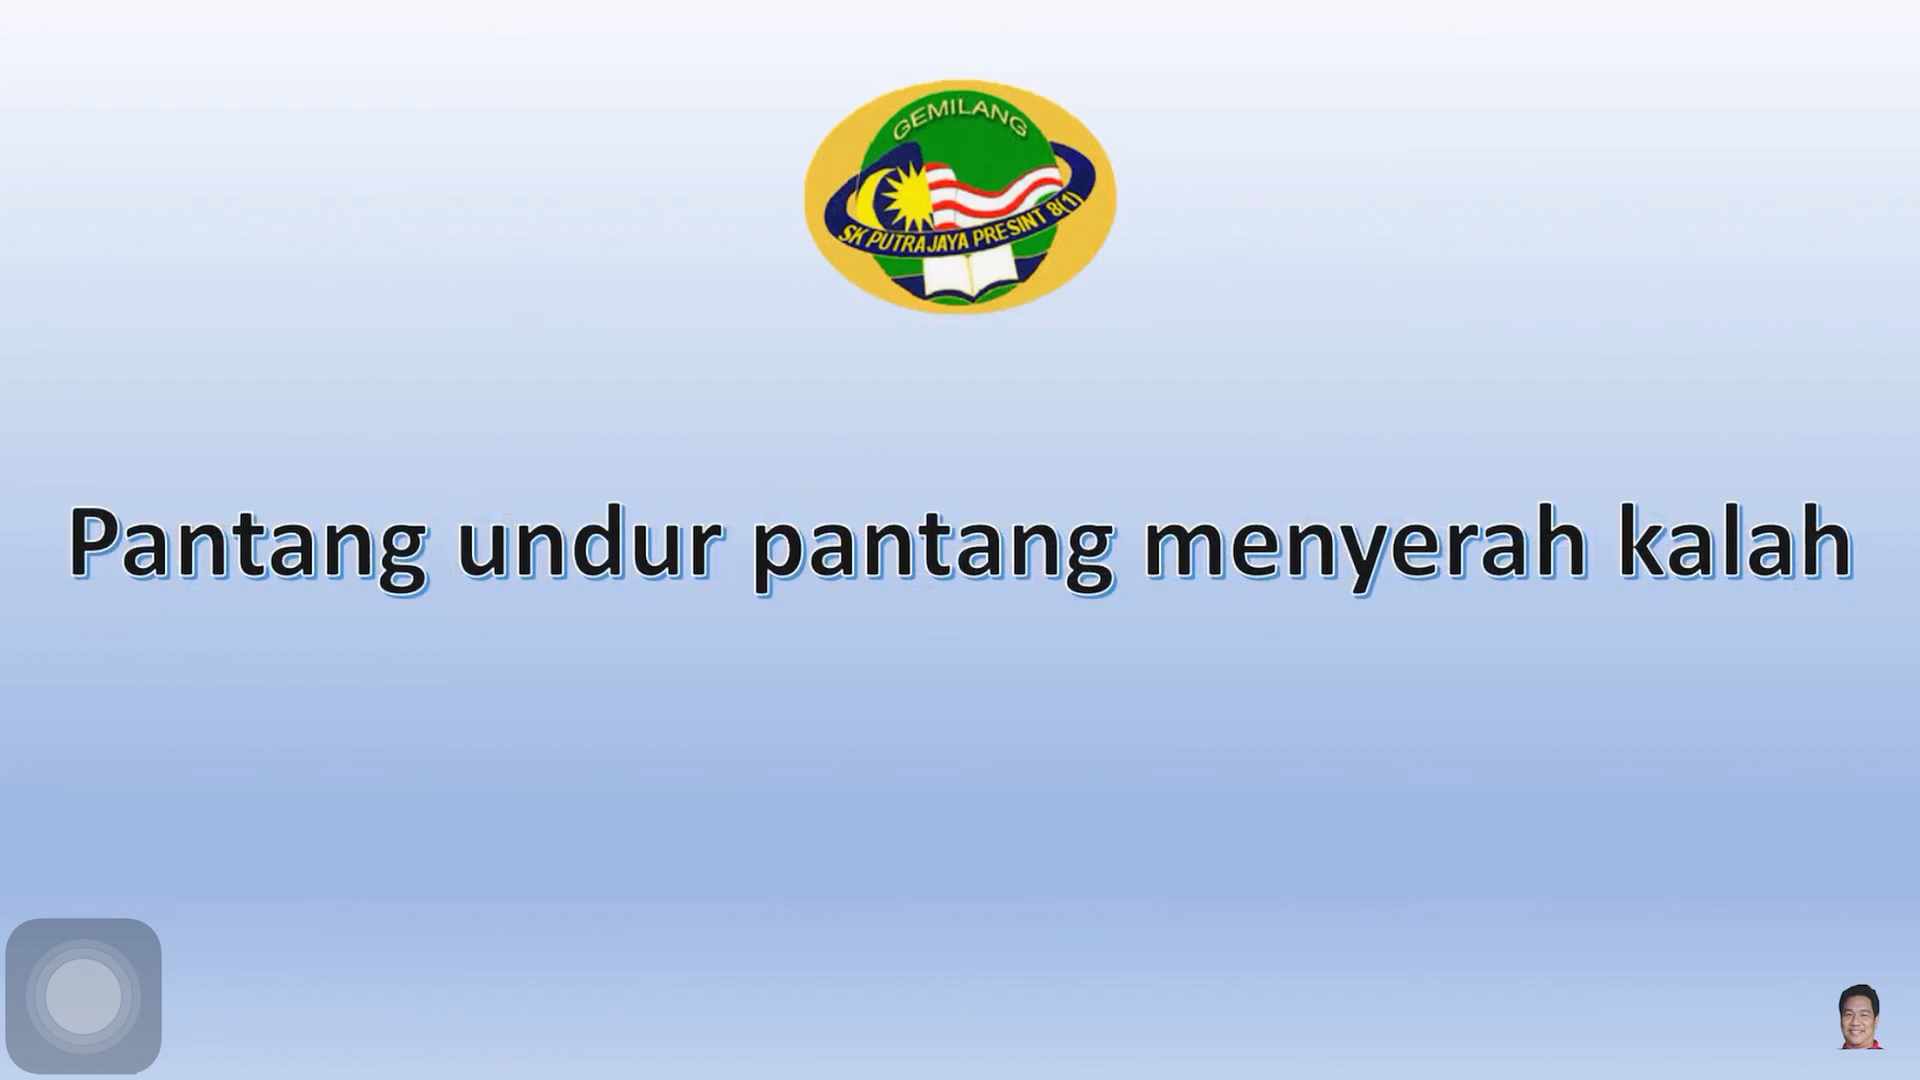 GEMILANG
SK PUTRAJAYA PRESINT 8(1)
Pantang undur pantang menyerah kalah